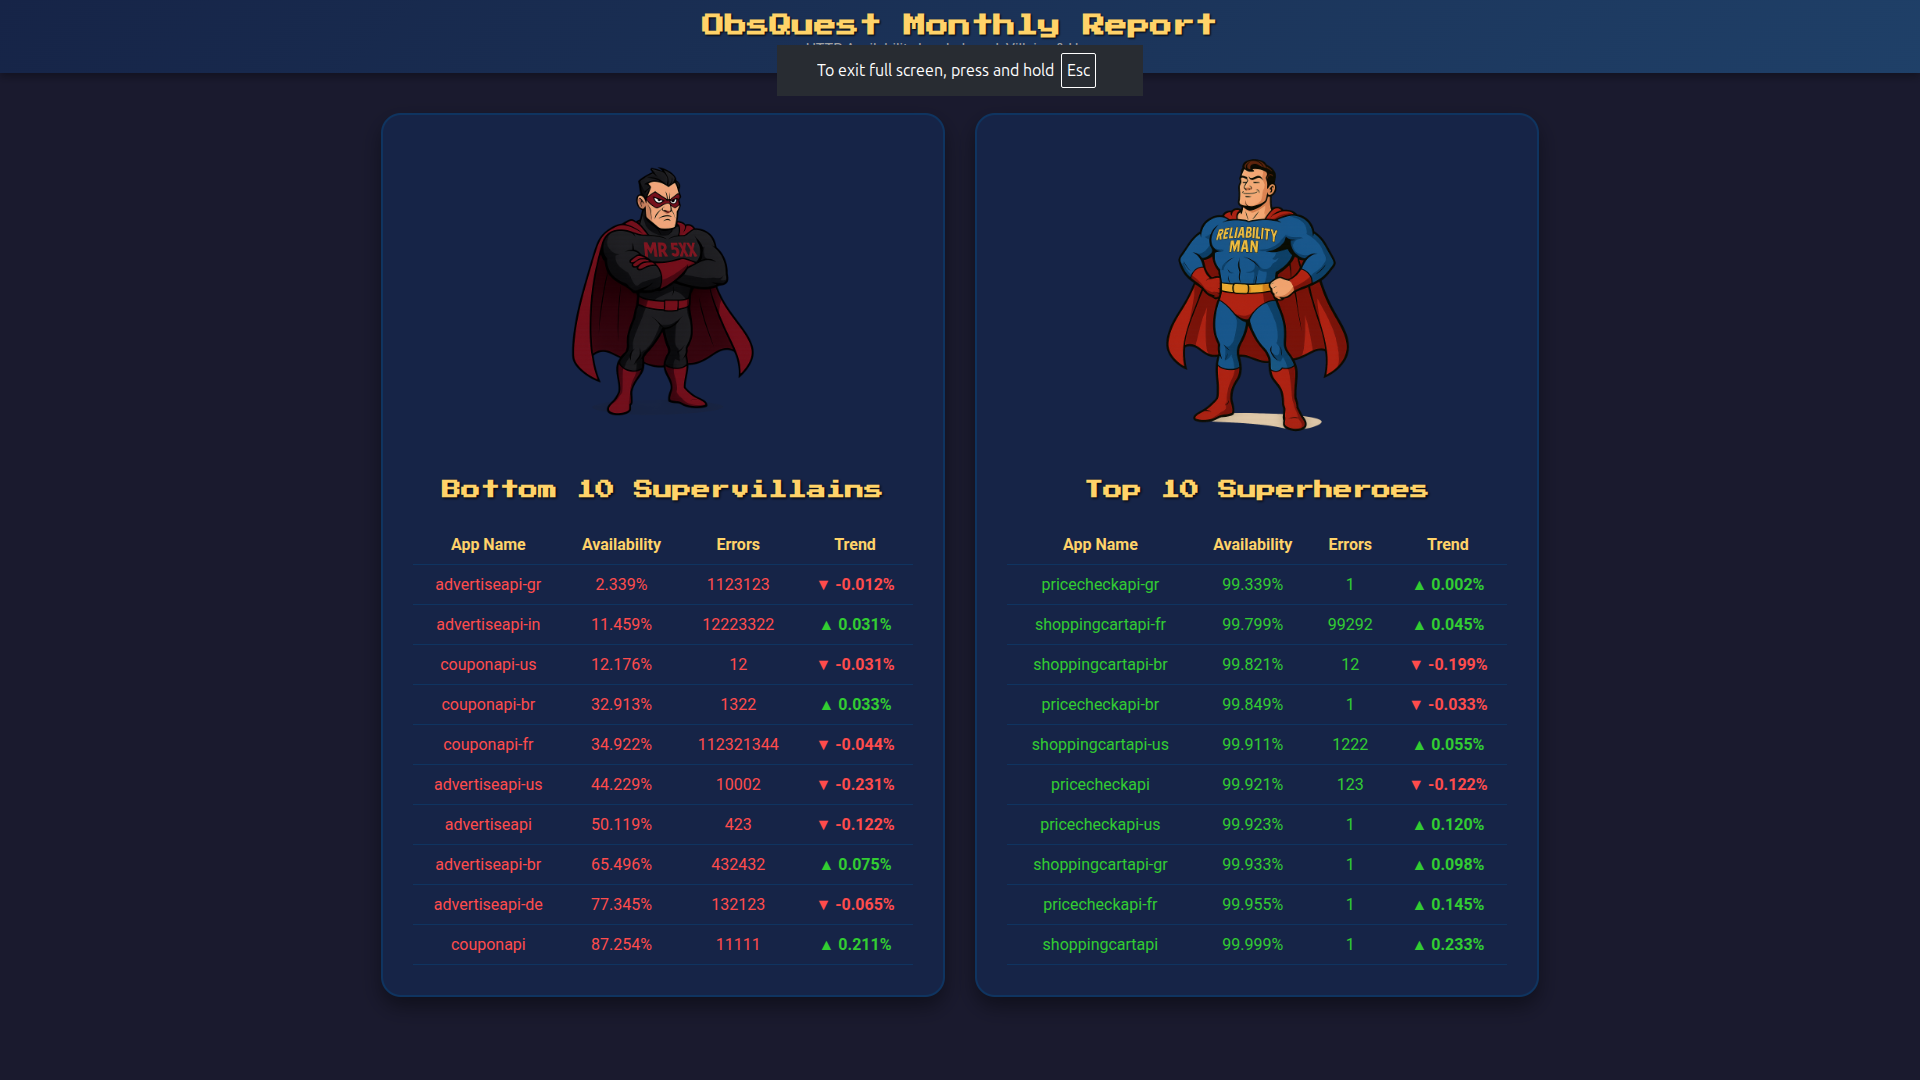 ObsQuest Monthly Report
To exit full screen, press and hold Esc
MR 5XX
Bottom 10 Supervillains
App Name Availability Errors Trend
advertiseapi-gr 2.339% 1123123 ▼ -0.012%
advertiseapi-in 11.459% 12223322 ▲ 0.031%
couponapi-us 12.176% 12 ▼ -0.031%
couponapi-br 32.913% 1322 ▲ 0.033%
couponapi-fr 34.922% 112321344 ▼ -0.044%
advertiseapi-us 44.229% 10002 ▼ -0.231%
advertiseapi 50.119% 423 ▼ -0.122%
advertiseapi-br 65.496% 432432 ▲ 0.075%
advertiseapi-de 77.345% 132123 ▼ -0.065%
couponapi 87.254% 11111 ▲ 0.211%
RELIABILITY
MAN
Top 10 Superheroes
App Name Availability Errors Trend
pricecheckapi-gr 99.339% 1 ▲ 0.002%
shoppingcartapi-fr 99.799% 99292 ▲ 0.045%
shoppingcartapi-br 99.821% 12 ▼ -0.199%
pricecheckapi-br 99.849% 1 ▼ -0.033%
shoppingcartapi-us 99.911% 1222 ▲ 0.055%
pricecheckapi 99.921% 123 ▼ -0.122%
pricecheckapi-us 99.923% 1 ▲ 0.120%
shoppingcartapi-gr 99.933% 1 ▲ 0.098%
pricecheckapi-fr 99.955% 1 ▲ 0.145%
shoppingcartapi 99.999% 1 ▲ 0.233%